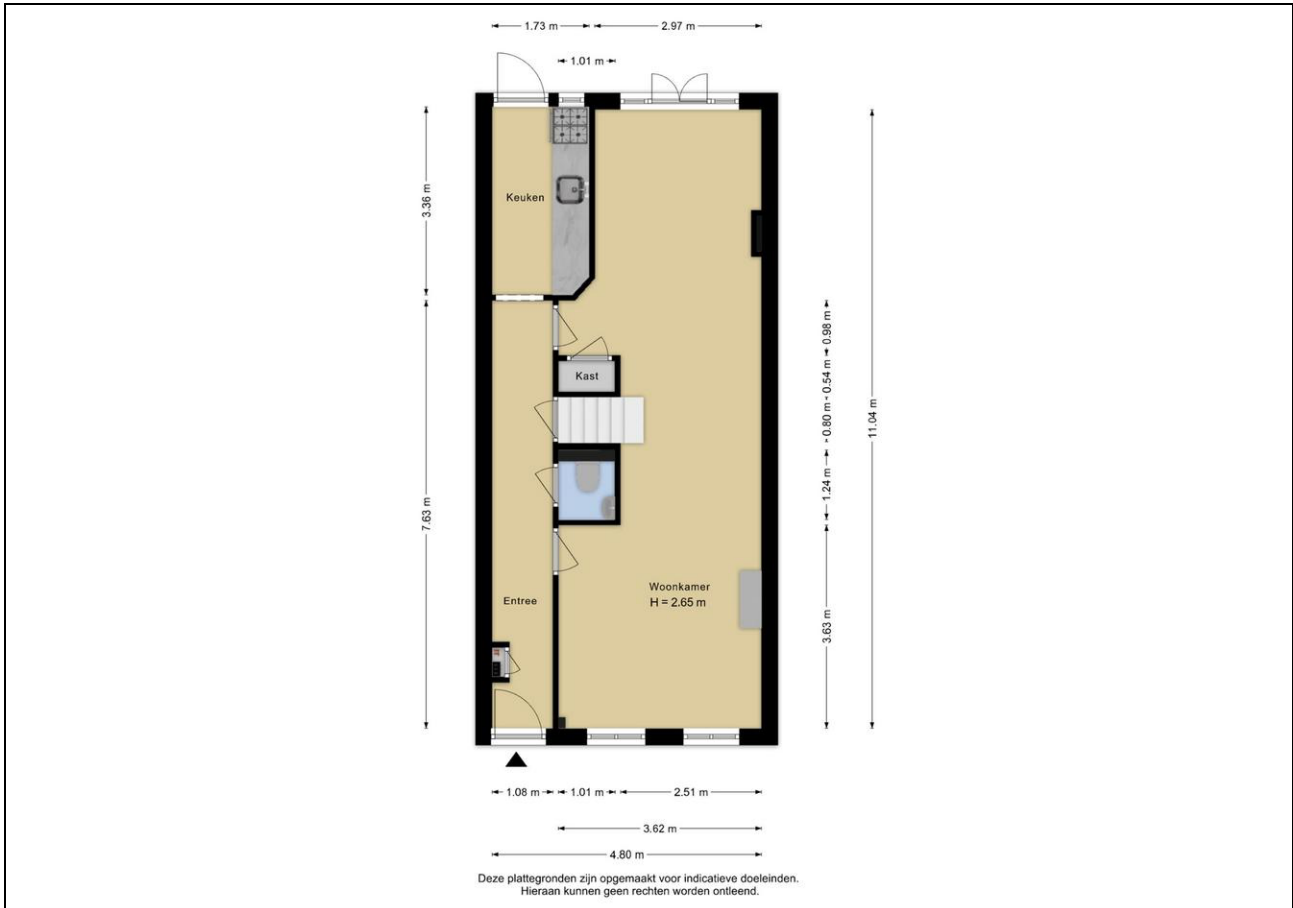 1.73 m
2.97 m
1.01 m
3.36 m
Keuken
0.98 m
Kast
0.54 m
11.04 m
0.80 m
1.24 m
7.63 m
Woonkamer
H = 2.65 m
Entree
3.63 m
1.08 m
1.01 m
2.51 m
3.62 m
4.80 m
Deze plattegronden zijn opgemaakt voor indicatieve doeleinden.
Hieraan kunnen geen rechten worden ontleend.